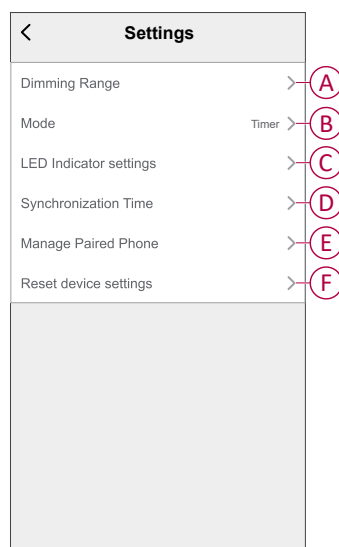 Settings
Dimming Range A
Mode Timer B
LED Indicator settings C
Synchronization Time D
Manage Paired Phone E
Reset device settings F